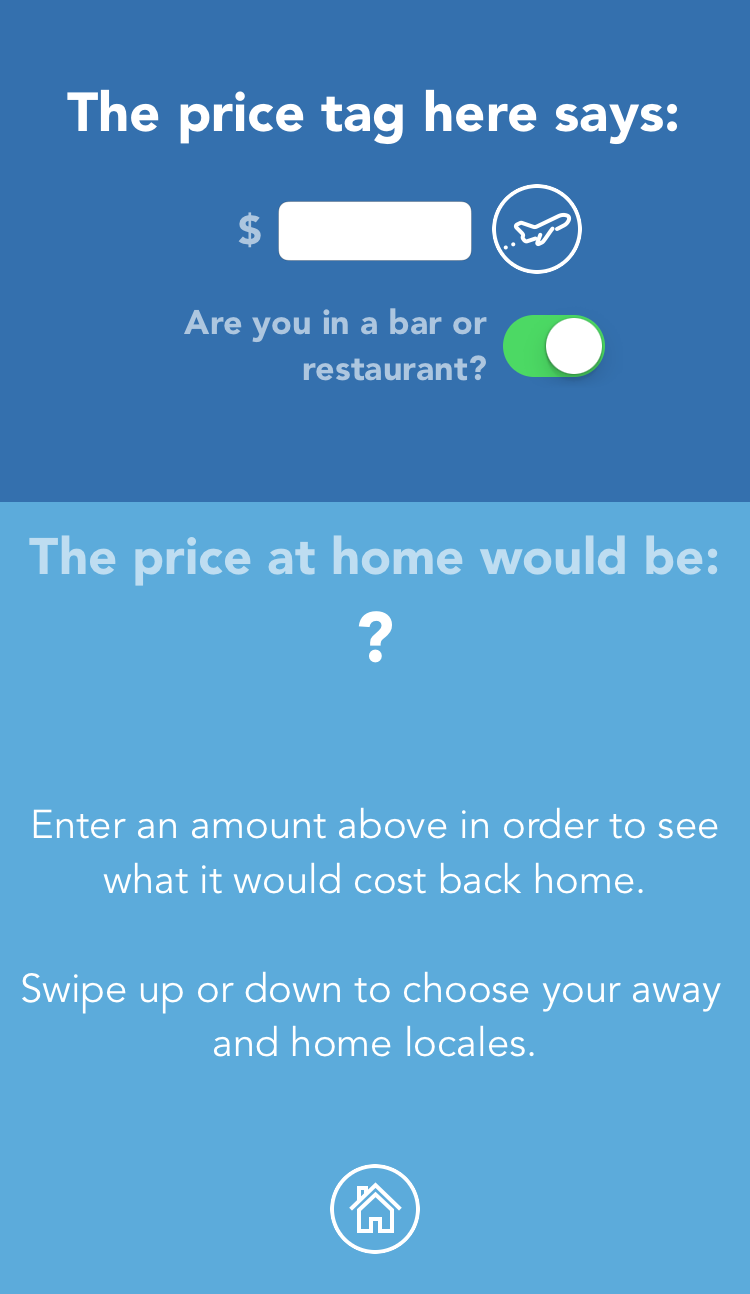 The price tag here says:
$
Are you in a bar or
restaurant?
The price at home would be:
?
Enter an amount above in order to see
what it would cost back home.
Swipe up or down to choose your away
and home locales.